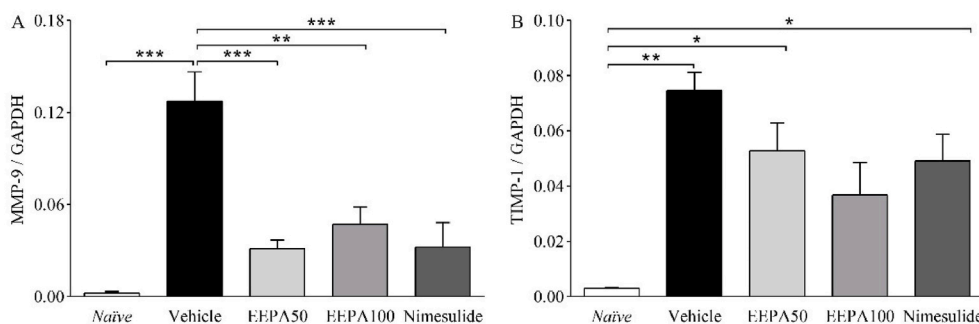 A
MMP-9 / GAPDH
0.18
0.12
0.06
0.00
***
**
***
***
Naïve
Vehicle
EEPA50
EEPA100
Nimesulide
B
TIMP-1 / GAPDH
0.10
0.08
0.06
0.04
0.02
0.00
*
*
**
Naïve
Vehicle
EEPA50
EEPA100
Nimesulide